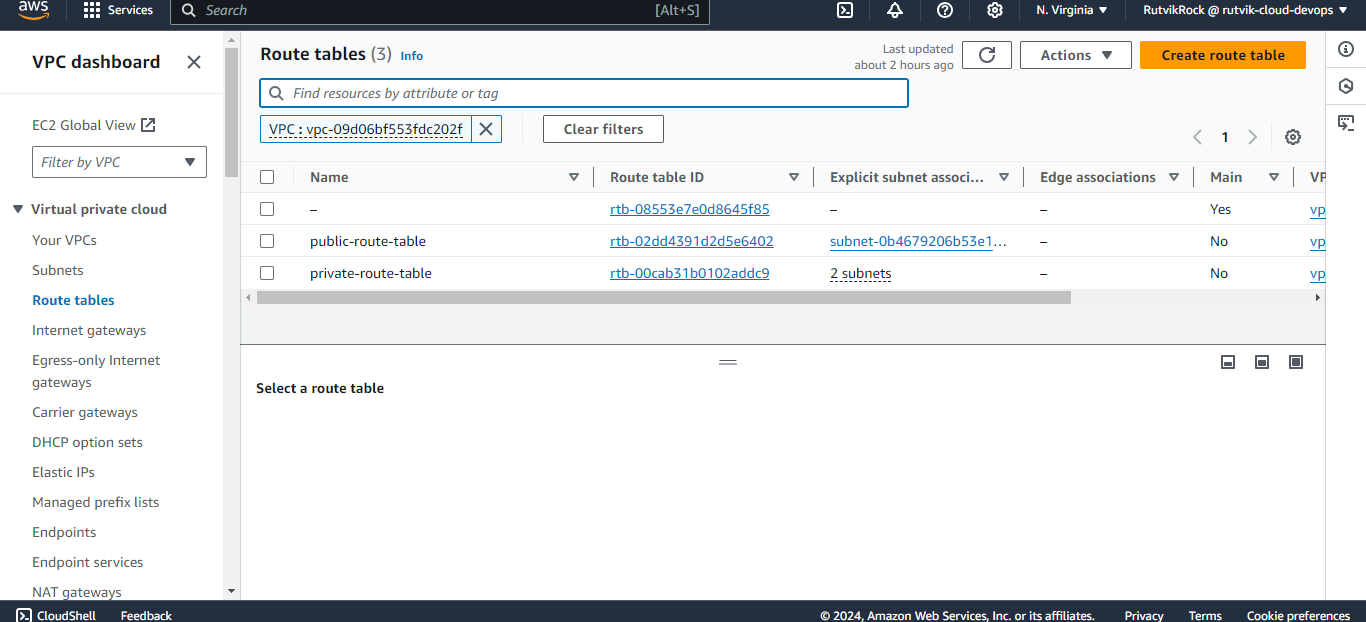 aws Services Search [Alt+S] N. Virginia RutvikRock @ rutvik-cloud-devops
VPC dashboard
EC2 Global View
Filter by VPC
Virtual private cloud
Your VPCs
Subnets
Route tables
Internet gateways
Egress-only Internet
gateways
Carrier gateways
DHCP option sets
Elastic IPs
Managed prefix lists
Endpoints
Endpoint services
NAT gateways
Route tables (3) Info
Last updated
about 2 hours ago
Actions
Create route table
Find resources by attribute or tag
VPC : vpc-09d06bf553fdc202f
Clear filters
1
Name Route table ID Explicit subnet associ... Edge associations Main VP
– rtb-08553e7e0d8645f85 – – Yes vp
public-route-table rtb-02dd4391d2d5e6402 subnet-0b4679206b53e1... – No vp
private-route-table rtb-00cab31b0102addc9 2 subnets – No vp
Select a route table
CloudShell Feedback © 2024, Amazon Web Services, Inc. or its affiliates. Privacy Terms Cookie preferences